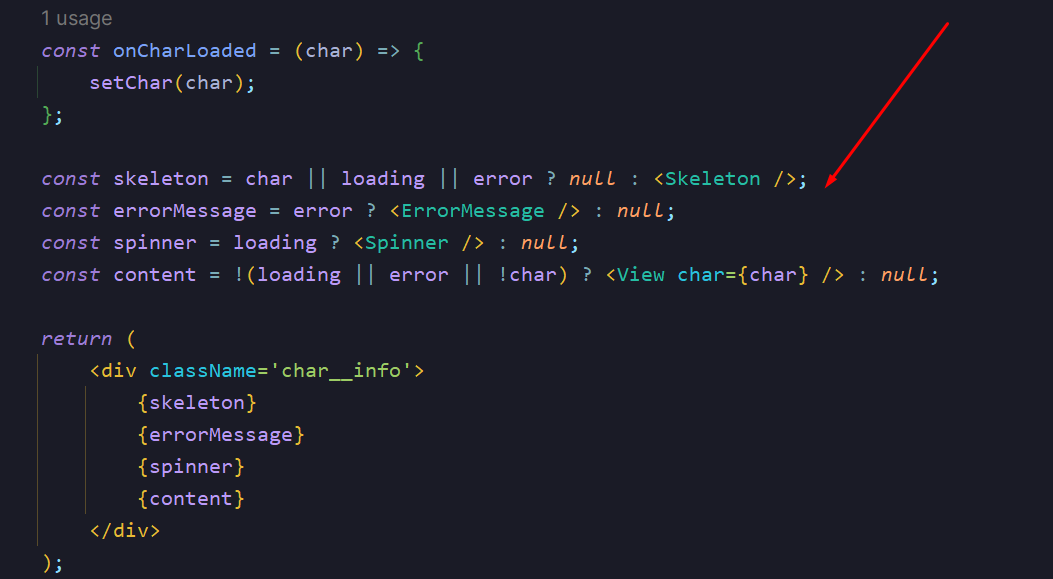 1 usage
const onCharLoaded = (char) => {
    setChar(char);
};
const skeleton = char || loading || error ? null : <Skeleton />;
const errorMessage = error ? <ErrorMessage /> : null;
const spinner = loading ? <Spinner /> : null;
const content = !(loading || error || !char) ? <View char={char} /> : null;
return (
    <div className='char__info'>
        {skeleton}
        {errorMessage}
        {spinner}
        {content}
    </div>
);